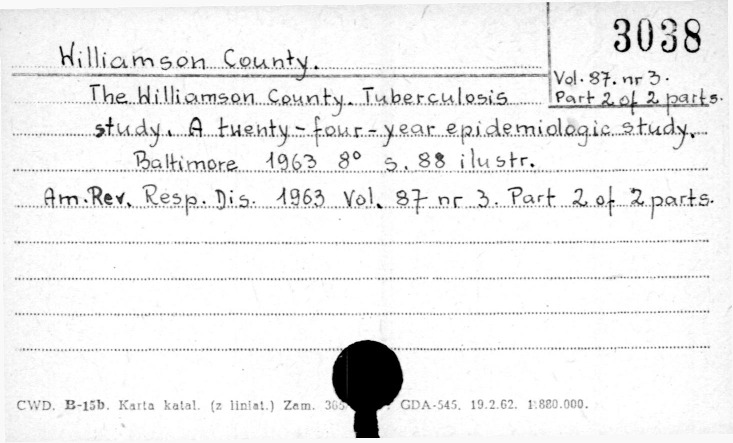 3038
Williamson County.
Vol. 87. nr 3.
Part 2 of 2 parts.
The Williamson County. Tuberculosis
study. A twenty-four-year epidemiologic study.
Baltimore 1963 8° s. 88 ilustr.
Am. Rev. Resp. Dis. 1963 Vol. 87 nr 3. Part 2 of 2 parts.
CWD. B-15b. Karta katal. (z liniat.) Zam. GDA-545. 19.2.62. 1.880.000.